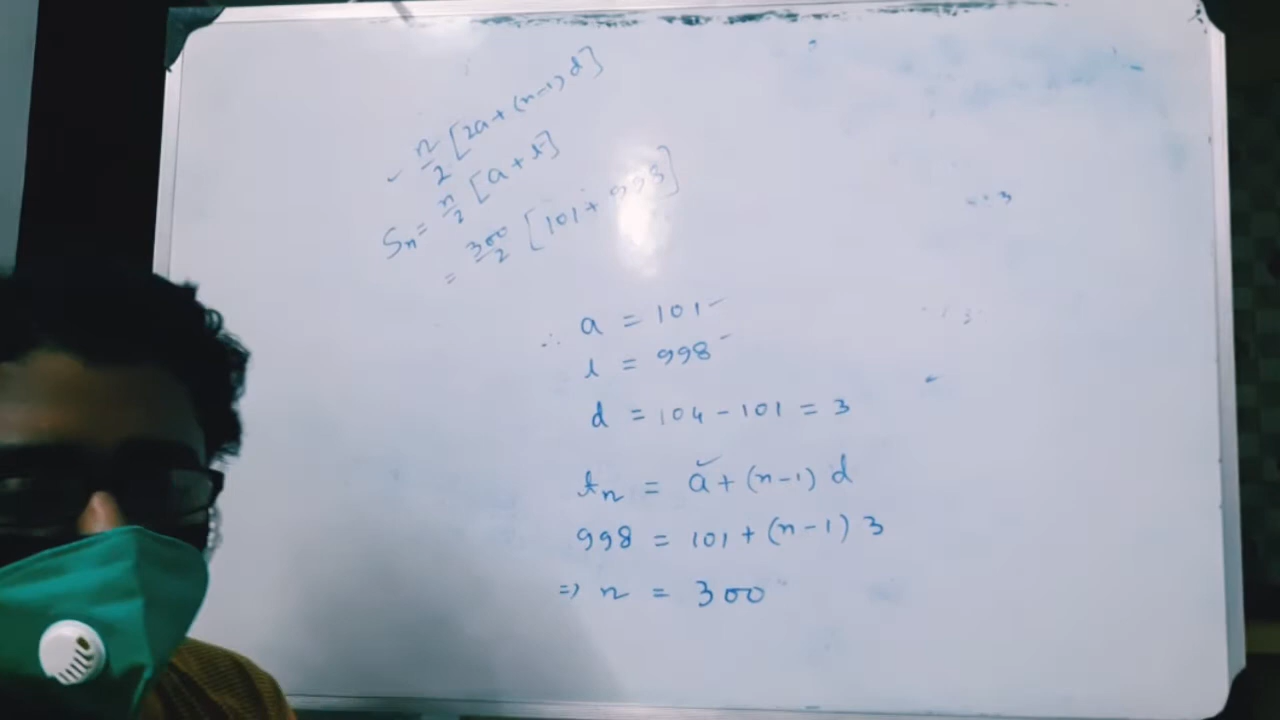 n/2 [2a + (n-1) d]
Sn = n/2 [a + l]
= 300/2 [101 + 998]
∴ a = 101
l = 998
d = 104 - 101 = 3
tn = a + (n-1) d
998 = 101 + (n-1) 3
⇒ n = 300